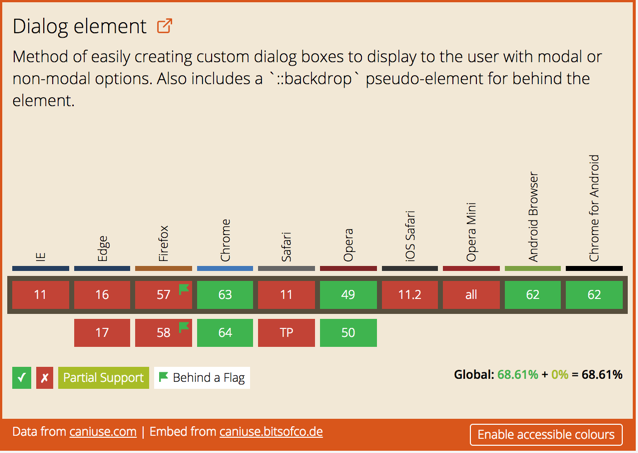 Dialog element
Method of easily creating custom dialog boxes to display to the user with modal or
non-modal options. Also includes a `::backdrop` pseudo-element for behind the
element.
IE Edge Firefox Chrome Safari Opera iOS Safari Opera Mini Android Browser Chrome for Android
11 16 57 63 11 49 11.2 all 62 62
17 58 64 TP 50
✓ ✗ Partial Support Behind a Flag Global: 68.61% + 0% = 68.61%
Data from caniuse.com | Embed from caniuse.bitsofco.de Enable accessible colours